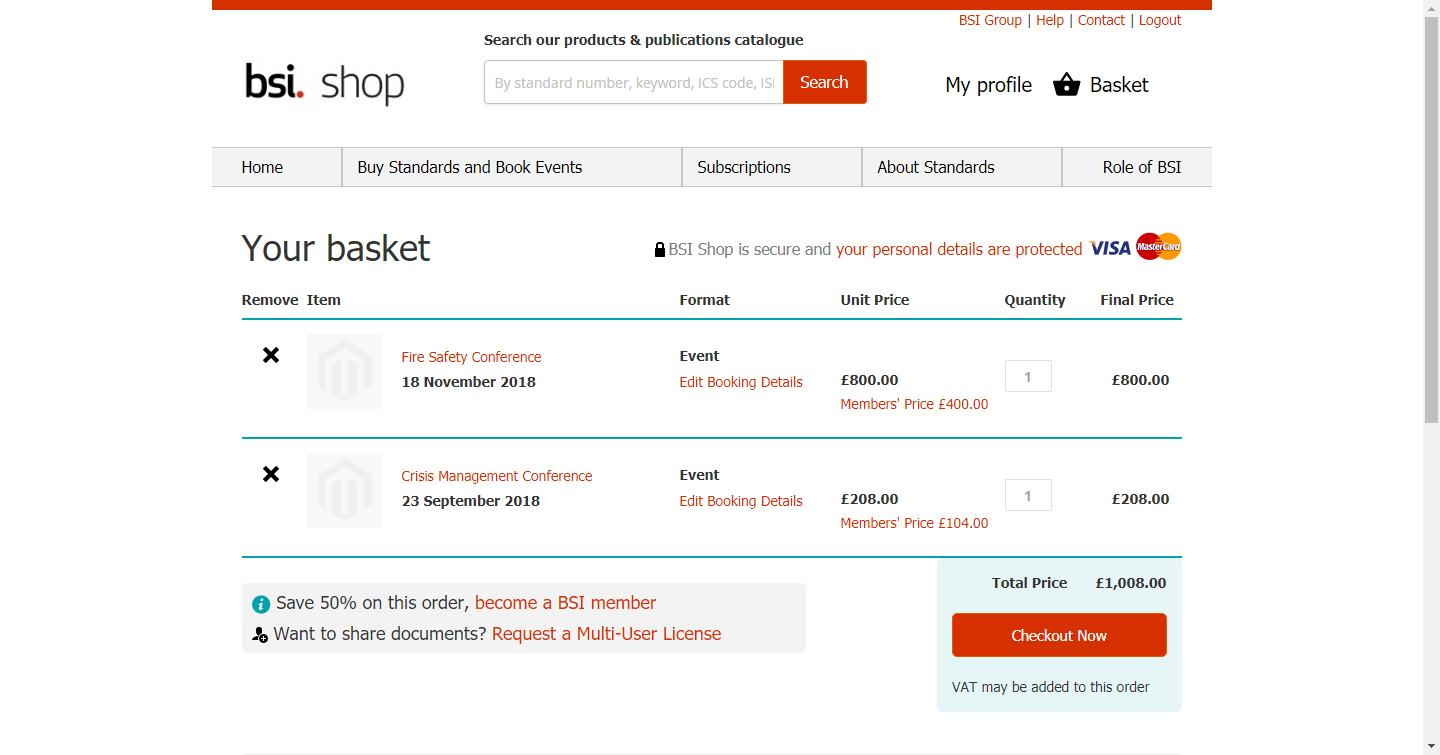 BSI Group | Help | Contact | Logout
Search our products & publications catalogue
bsi. shop
By standard number, keyword, ICS code, ISI
Search
My profile
Basket
Home
Buy Standards and Book Events
Subscriptions
About Standards
Role of BSI
Your basket
BSI Shop is secure and your personal details are protected VISA MasterCard
Remove Item Format Unit Price Quantity Final Price
Fire Safety Conference
18 November 2018
Event
Edit Booking Details
£800.00
Members' Price £400.00
1
£800.00
Crisis Management Conference
23 September 2018
Event
Edit Booking Details
£208.00
Members' Price £104.00
1
£208.00
Save 50% on this order, become a BSI member
Want to share documents? Request a Multi-User License
Total Price £1,008.00
Checkout Now
VAT may be added to this order